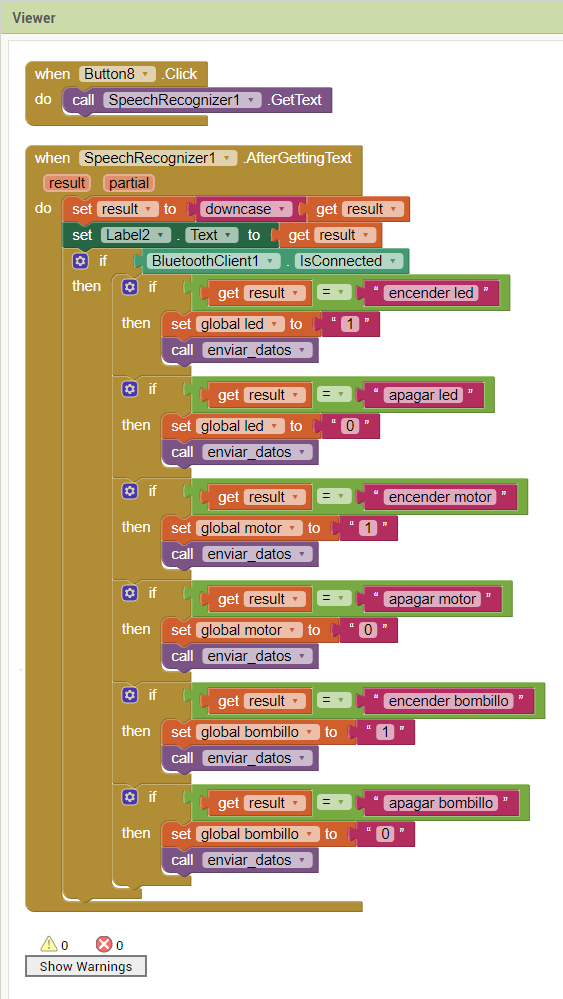 Viewer
when Button8 .Click
do call SpeechRecognizer1 .GetText
when SpeechRecognizer1 .AfterGettingText
result partial
do set result to downcase get result
set Label2 . Text to get result
if BluetoothClient1 . IsConnected
then if get result = “ encender led ”
then set global led to “ 1 ”
call enviar_datos
if get result = “ apagar led ”
then set global led to “ 0 ”
call enviar_datos
if get result = “ encender motor ”
then set global motor to “ 1 ”
call enviar_datos
if get result = “ apagar motor ”
then set global motor to “ 0 ”
call enviar_datos
if get result = “ encender bombillo ”
then set global bombillo to “ 1 ”
call enviar_datos
if get result = “ apagar bombillo ”
then set global bombillo to “ 0 ”
call enviar_datos
0 0
Show Warnings